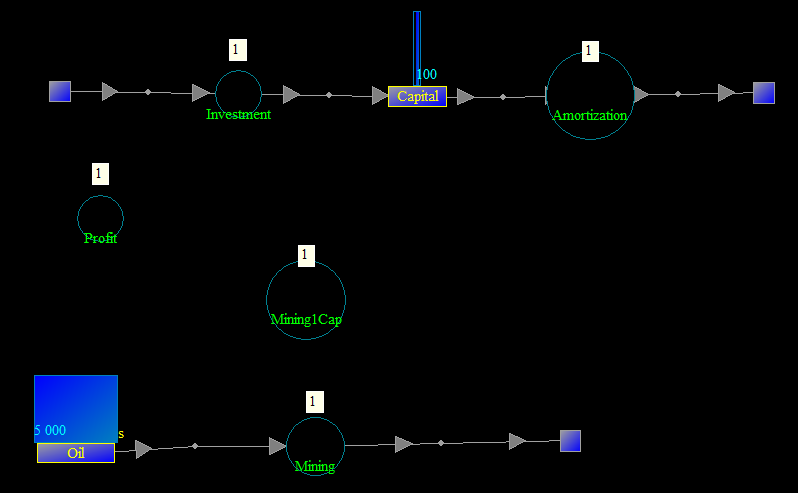 1
1
100
Capital
Investment
Amortization
1
Profit
1
Mining1Cap
1
5 000
s
Oil
Mining